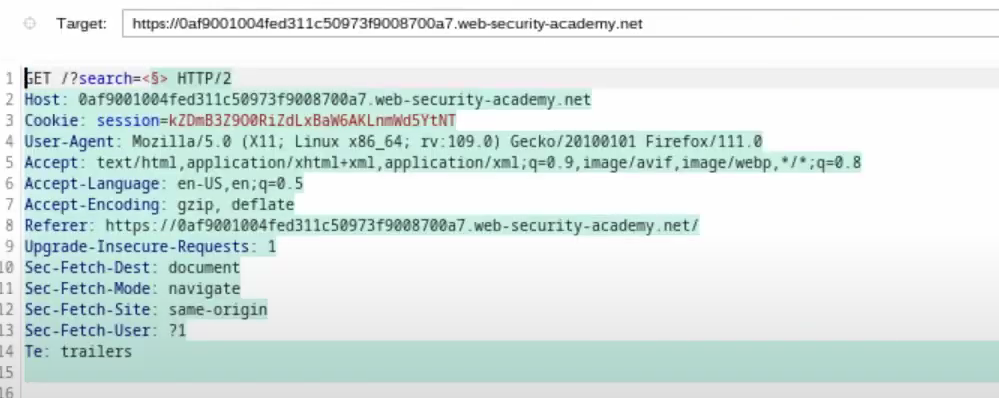 Target: https://0af9001004fed311c50973f9008700a7.web-security-academy.net
1 GET /?search=<§> HTTP/2
2 Host: 0af9001004fed311c50973f9008700a7.web-security-academy.net
3 Cookie: session=kZDmB3Z9O0RiZdLxBaW6AKLnmWd5YtNT
4 User-Agent: Mozilla/5.0 (X11; Linux x86_64; rv:109.0) Gecko/20100101 Firefox/111.0
5 Accept: text/html,application/xhtml+xml,application/xml;q=0.9,image/avif,image/webp,*/*;q=0.8
6 Accept-Language: en-US,en;q=0.5
7 Accept-Encoding: gzip, deflate
8 Referer: https://0af9001004fed311c50973f9008700a7.web-security-academy.net/
9 Upgrade-Insecure-Requests: 1
10 Sec-Fetch-Dest: document
11 Sec-Fetch-Mode: navigate
12 Sec-Fetch-Site: same-origin
13 Sec-Fetch-User: ?1
14 Te: trailers
15
16